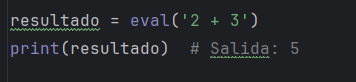 resultado = eval('2 + 3')
print(resultado)  # Salida: 5